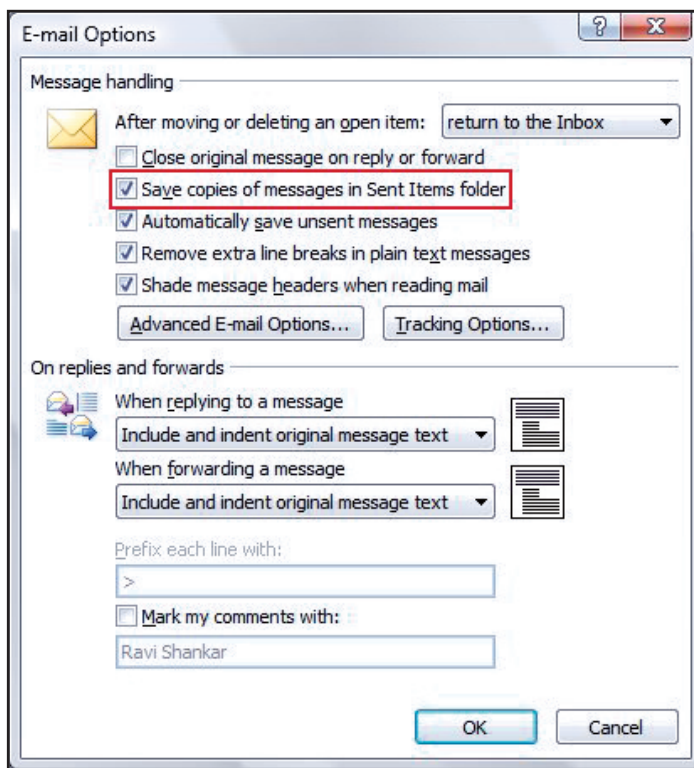 E-mail Options
Message handling
After moving or deleting an open item: return to the Inbox
Close original message on reply or forward
Save copies of messages in Sent Items folder
Automatically save unsent messages
Remove extra line breaks in plain text messages
Shade message headers when reading mail
Advanced E-mail Options... Tracking Options...
On replies and forwards
When replying to a message
Include and indent original message text
When forwarding a message
Include and indent original message text
Prefix each line with:
>
Mark my comments with:
Ravi Shankar
OK Cancel